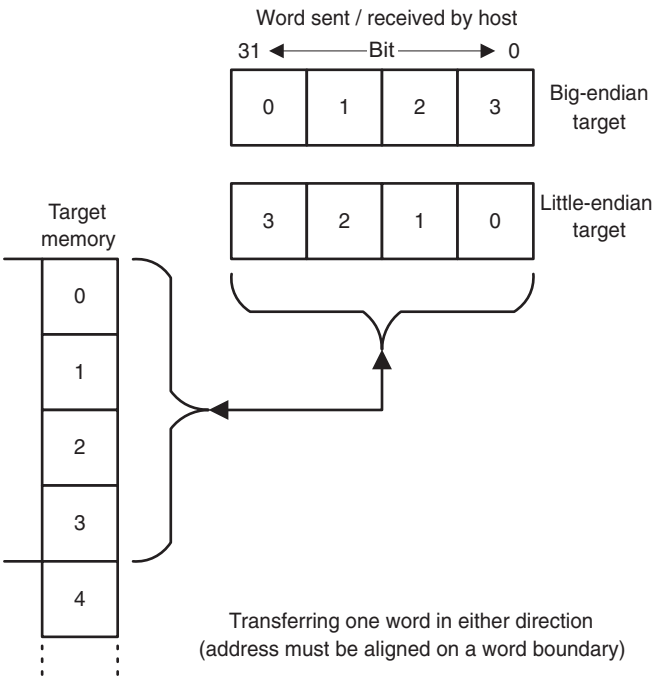 Word sent / received by host
31 Bit 0
0 1 2 3
Big-endian
target
3 2 1 0
Little-endian
target
Target
memory
0
1
2
3
4
Transferring one word in either direction
(address must be aligned on a word boundary)